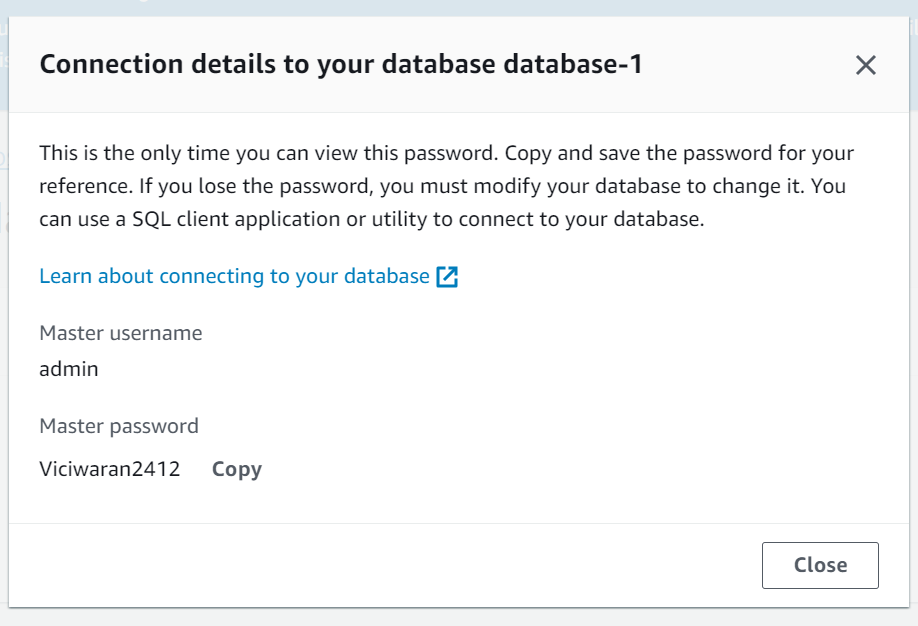 Connection details to your database database-1
This is the only time you can view this password. Copy and save the password for your
reference. If you lose the password, you must modify your database to change it. You
can use a SQL client application or utility to connect to your database.
Learn about connecting to your database
Master username
admin
Master password
Viciwaran2412 Copy
Close